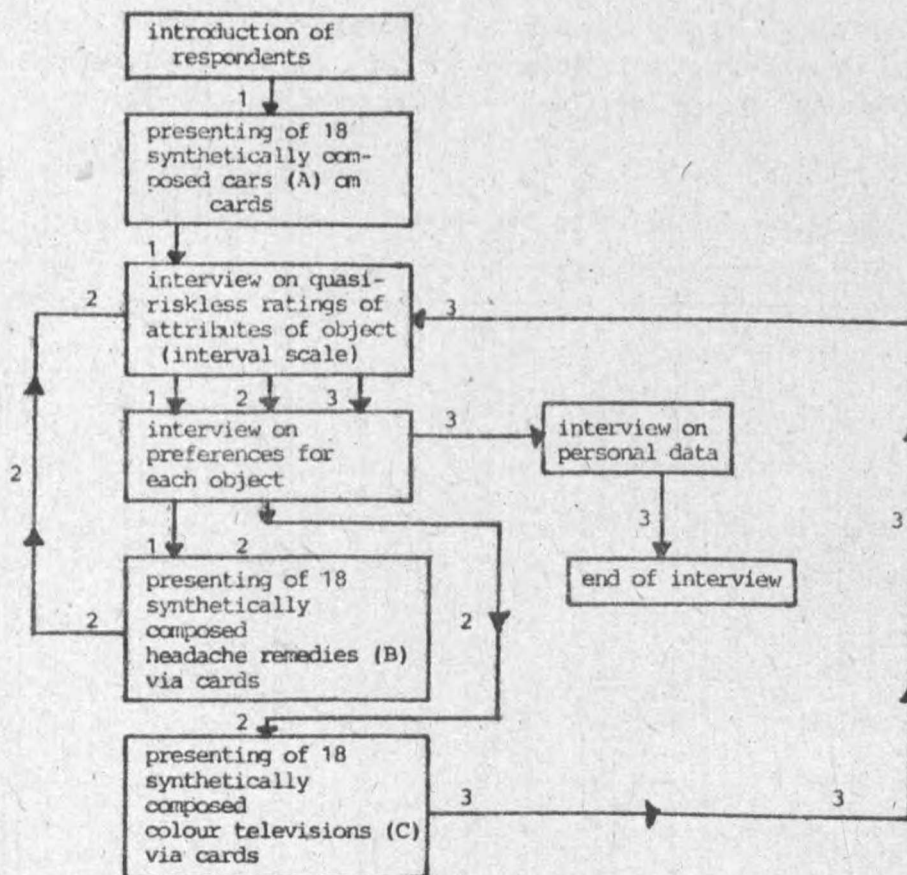 introduction of
respondents
1
presenting of 18
synthetically com-
posed cars (A) on
cards
1
interview on quasi-
riskless ratings of
attributes of object
(interval scale)
2
3
1 2 3
interview on
preferences for
each object
3
interview on
personal data
2
3
3
1 2
end of interview
presenting of 18
synthetically
composed
headache remedies (B)
via cards
2
2
2
presenting of 18
synthetically
composed
colour televisions (C)
via cards
3
3